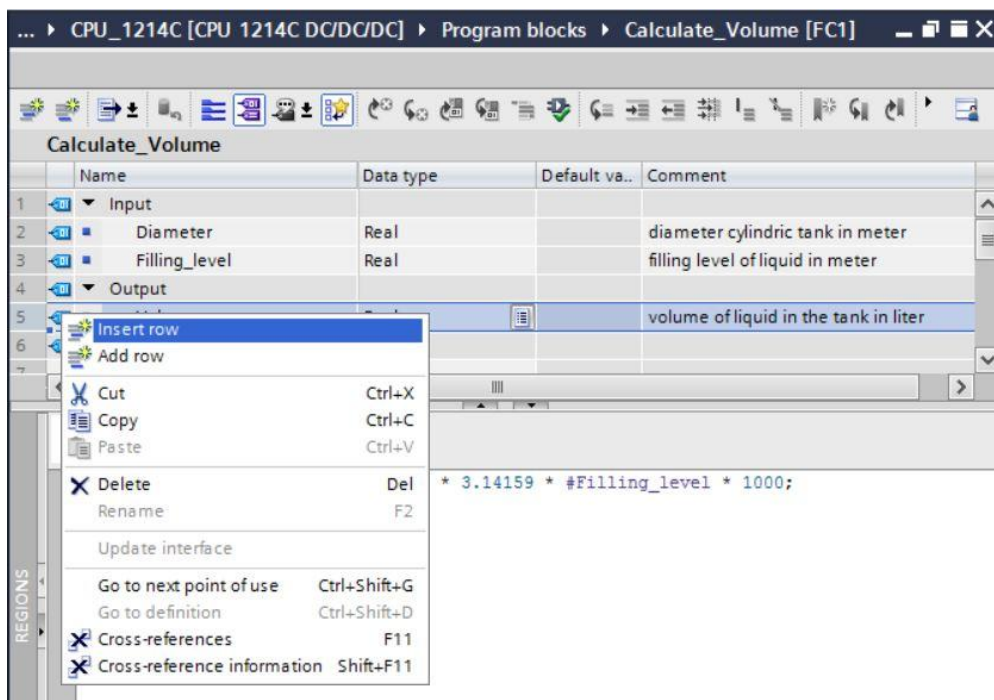 ... ▸ CPU_1214C [CPU 1214C DC/DC/DC] ▸ Program blocks ▸ Calculate_Volume [FC1]
Calculate_Volume
Name Data type Default va.. Comment
1 Input
2 Diameter Real diameter cylindric tank in meter
3 Filling_level Real filling level of liquid in meter
4 Output
5 volume of liquid in the tank in liter
6
Insert row
Add row
Cut Ctrl+X
Copy Ctrl+C
Paste Ctrl+V
Delete Del
* 3.14159 * #Filling_level * 1000;
Rename F2
Update interface
Go to next point of use Ctrl+Shift+G
Go to definition Ctrl+Shift+D
Cross-references F11
Cross-reference information Shift+F11
REGIONS